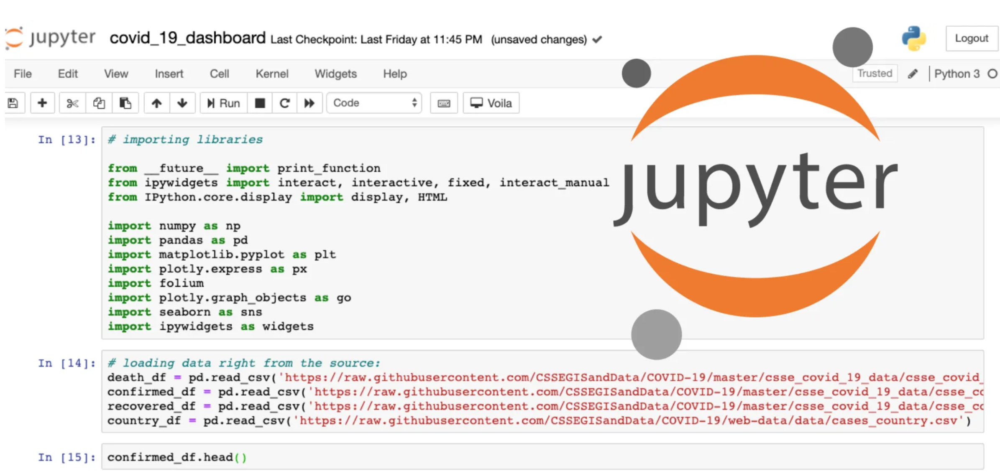 jupyter covid_19_dashboard Last Checkpoint: Last Friday at 11:45 PM (unsaved changes)
Logout
File Edit View Insert Cell Kernel Widgets Help
Trusted
Python 3
Run
Code
Voila
In [13]:
# importing libraries
from __future__ import print_function
from ipywidgets import interact, interactive, fixed, interact_manual
from IPython.core.display import display, HTML
import numpy as np
import pandas as pd
import matplotlib.pyplot as plt
import plotly.express as px
import folium
import plotly.graph_objects as go
import seaborn as sns
import ipywidgets as widgets
jupyter
In [14]:
# loading data right from the source:
death_df = pd.read_csv('https://raw.githubusercontent.com/CSSEGISandData/COVID-19/master/csse_covid_19_data/csse_covid_
confirmed_df = pd.read_csv('https://raw.githubusercontent.com/CSSEGISandData/COVID-19/master/csse_covid_19_data/csse_co
recovered_df = pd.read_csv('https://raw.githubusercontent.com/CSSEGISandData/COVID-19/master/csse_covid_19_data/csse_co
country_df = pd.read_csv('https://raw.githubusercontent.com/CSSEGISandData/COVID-19/web-data/data/cases_country.csv')
In [15]:
confirmed_df.head()